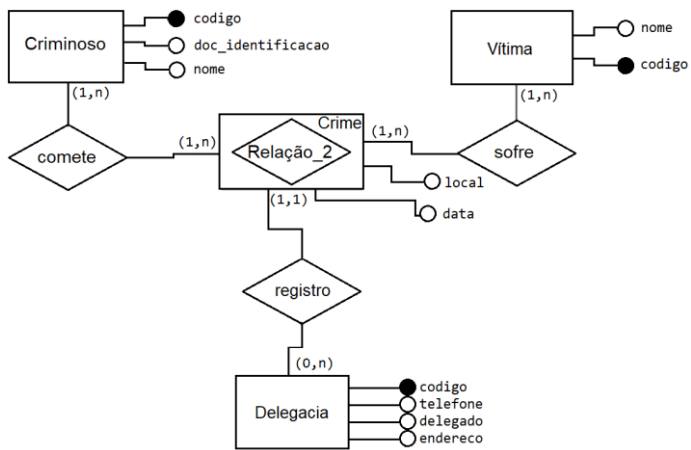 codigo
Criminoso
doc_identificacao
nome
(1,n)
nome
Vítima
codigo
(1,n)
comete
(1,n)
Crime
Relação_2
(1,n)
sofre
local
(1,1)
data
registro
(0,n)
Delegacia
codigo
telefone
delegado
endereco